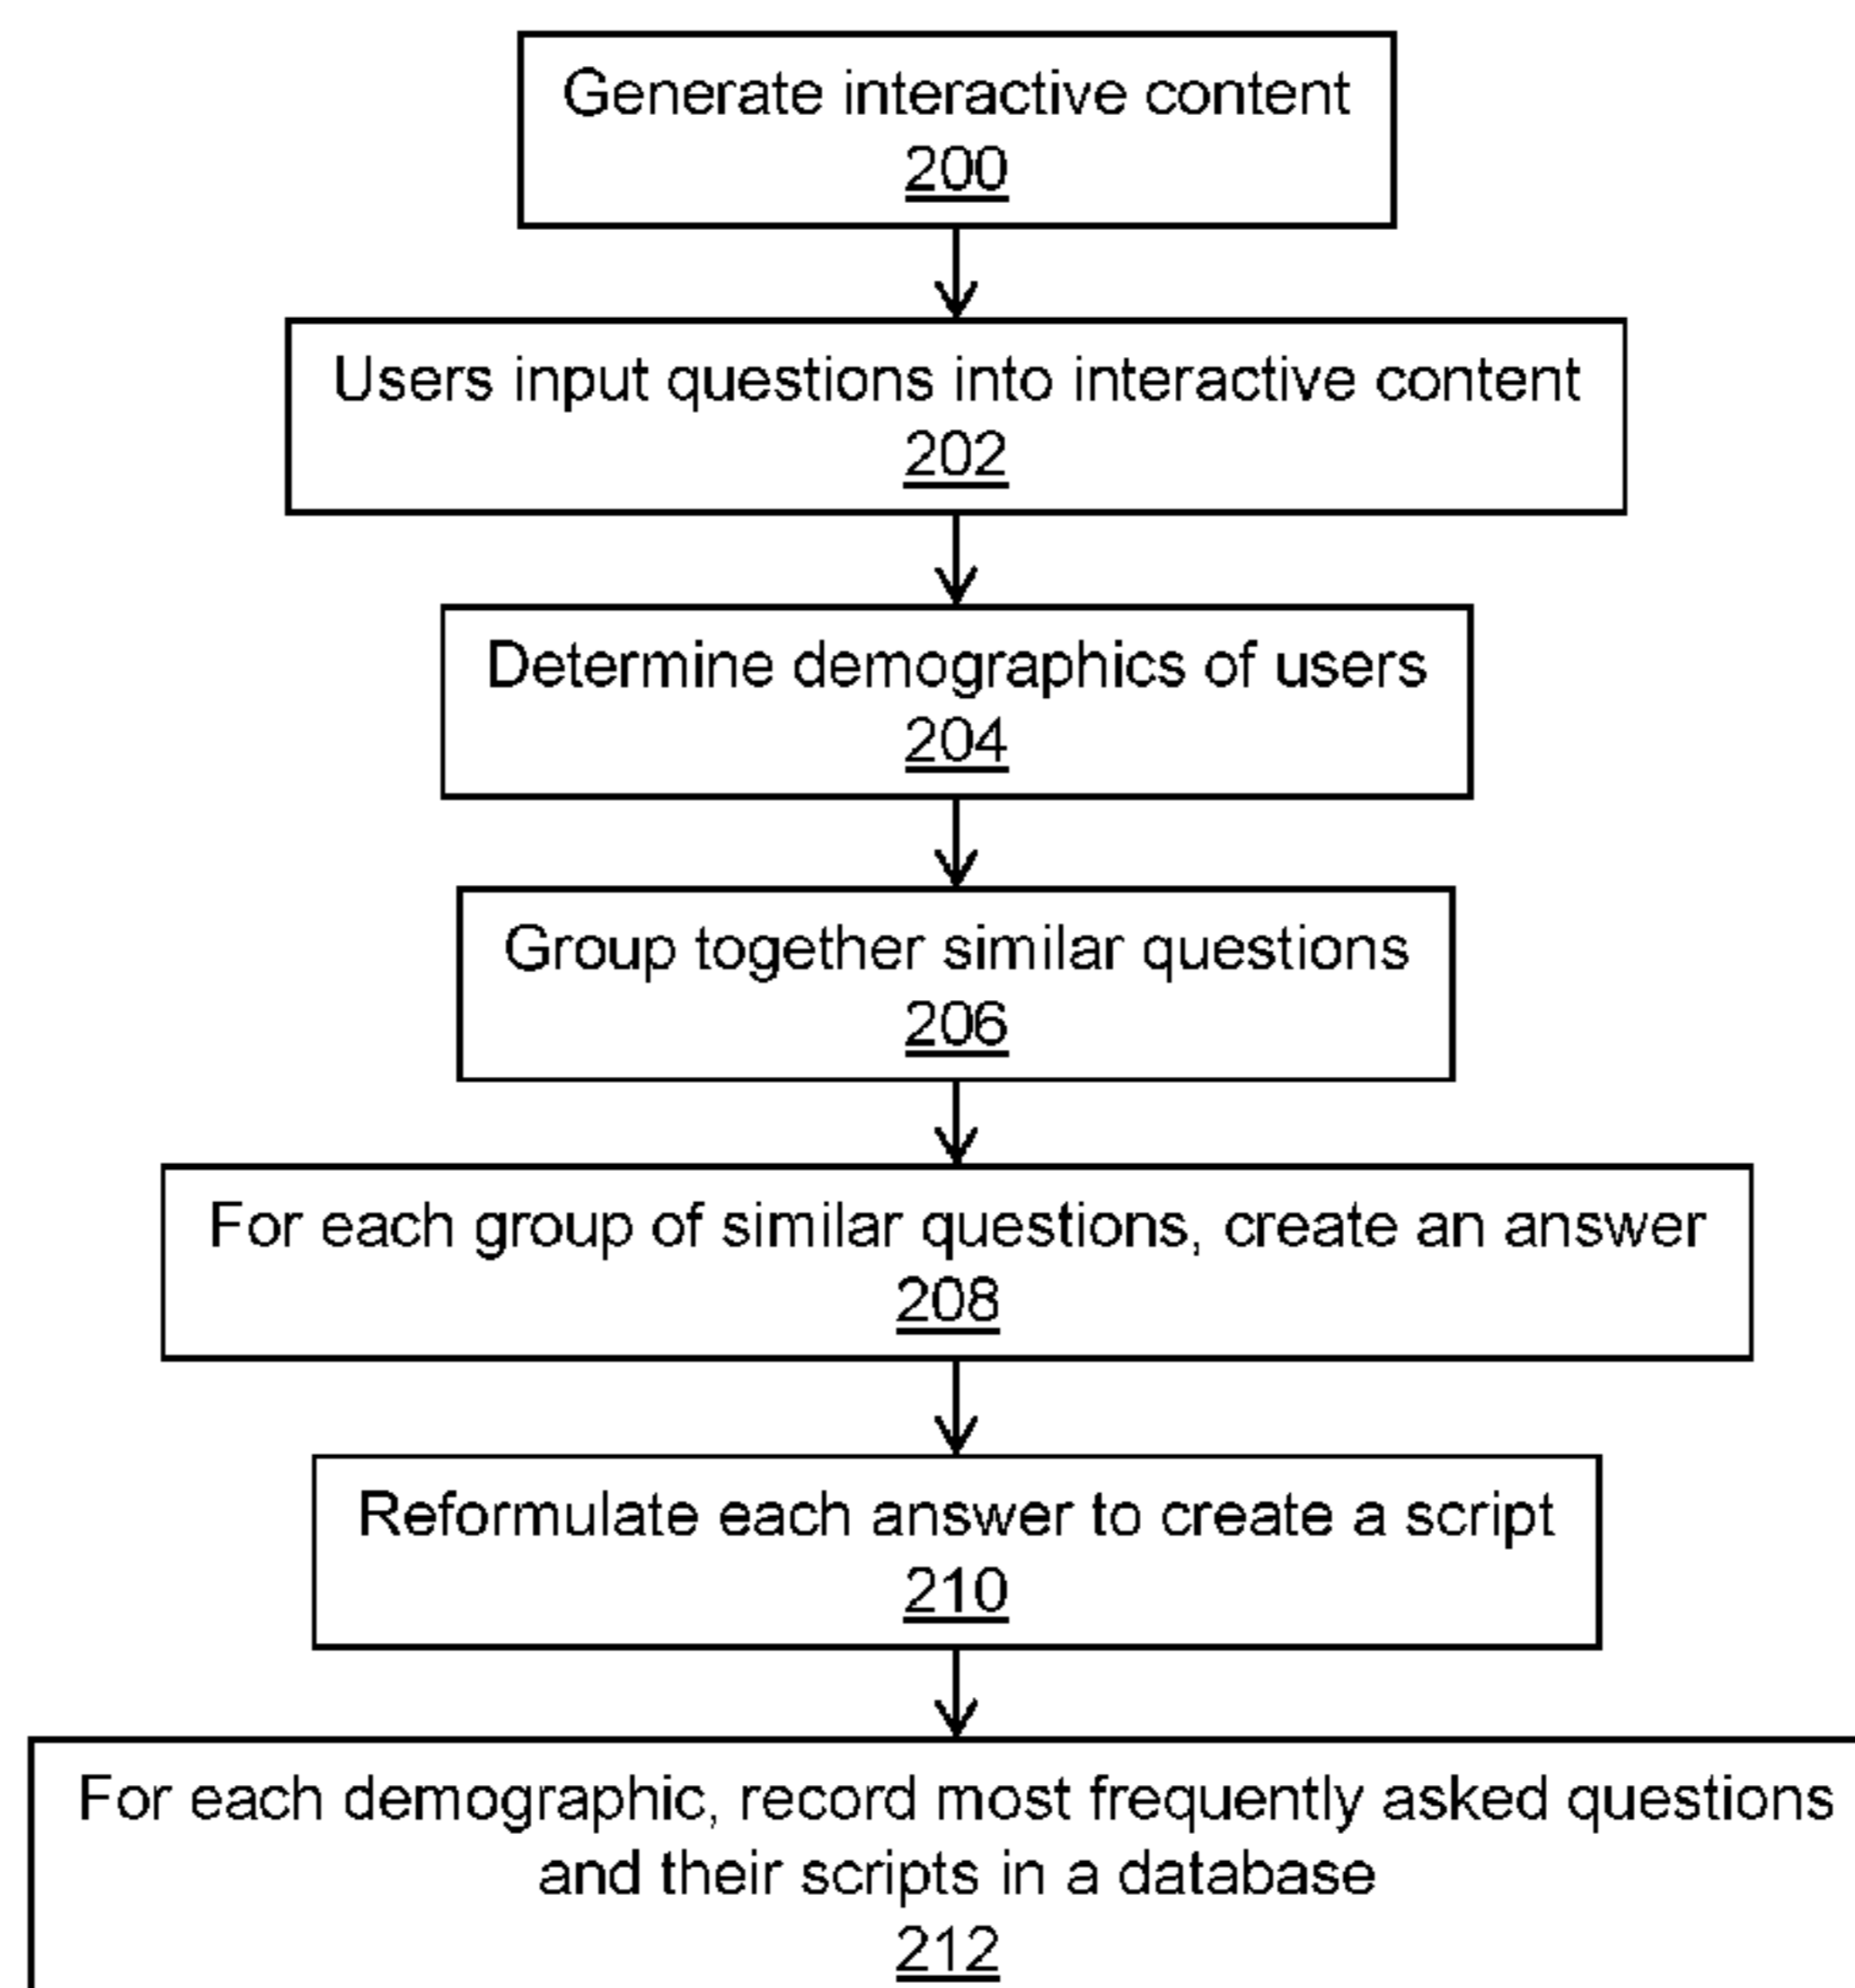 Generate interactive content
200
Users input questions into interactive content
202
Determine demographics of users
204
Group together similar questions
206
For each group of similar questions, create an answer
208
Reformulate each answer to create a script
210
For each demographic, record most frequently asked questions
and their scripts in a database
212